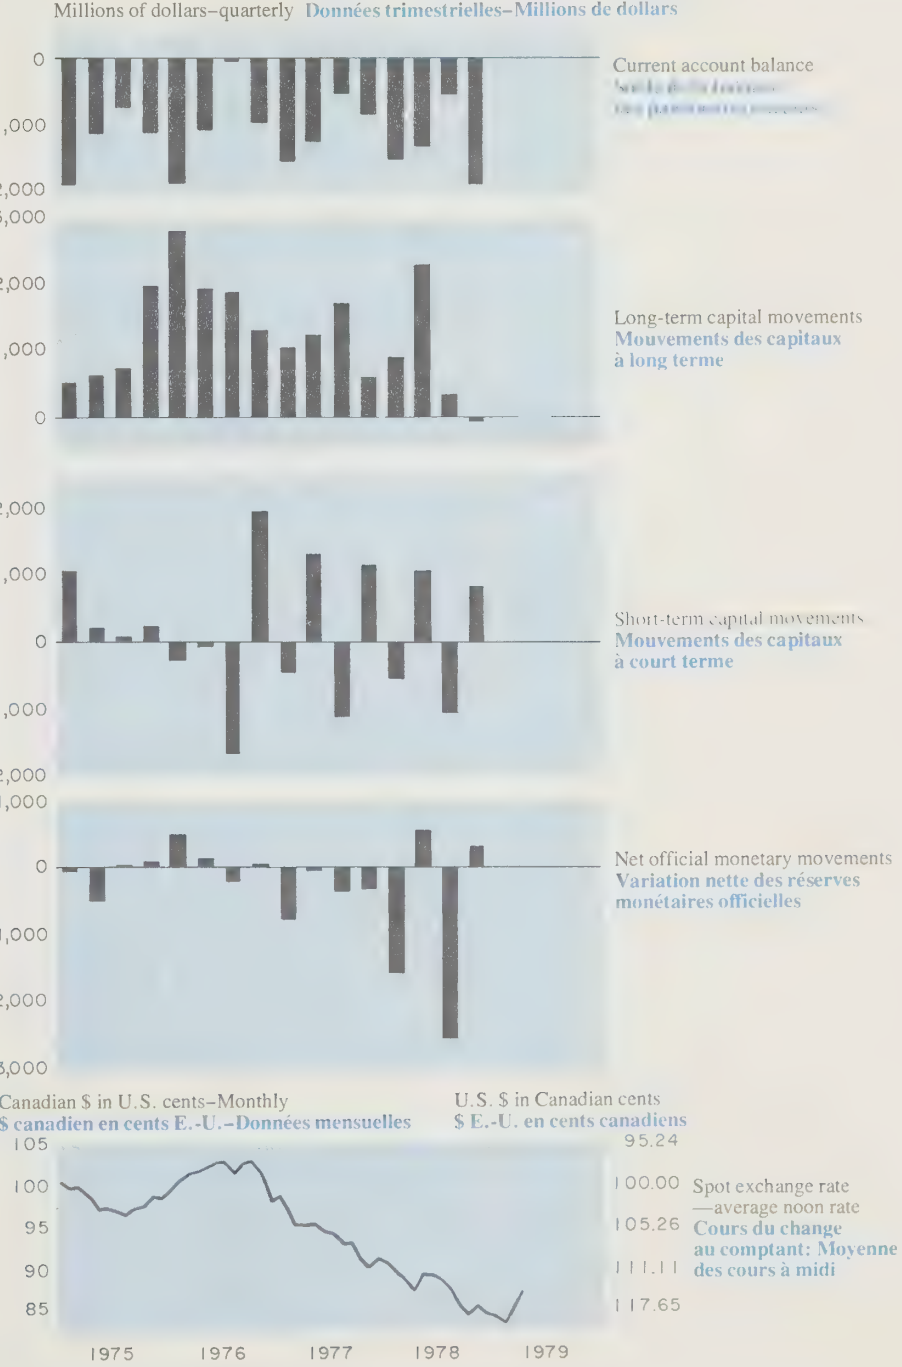 Millions of dollars–quarterly Données trimestrielles–Millions de dollars
0
,000
2,000
Current account balance
3,000
2,000
,000
0
Long-term capital movements
Mouvements des capitaux
à long terme
2,000
,000
0
,000
2,000
Short-term capital movements
Mouvements des capitaux
à court terme
1,000
0
1,000
2,000
3,000
Net official monetary movements
Variation nette des réserves
monétaires officielles
Canadian $ in U.S. cents–Monthly
$ canadien en cents E.-U.–Données mensuelles
U.S. $ in Canadian cents
$ E.-U. en cents canadiens
105
100
95
90
85
95.24
100.00
105.26
111.11
117.65
Spot exchange rate
—average noon rate
Cours du change
au comptant: Moyenne
des cours à midi
1975 1976 1977 1978 1979